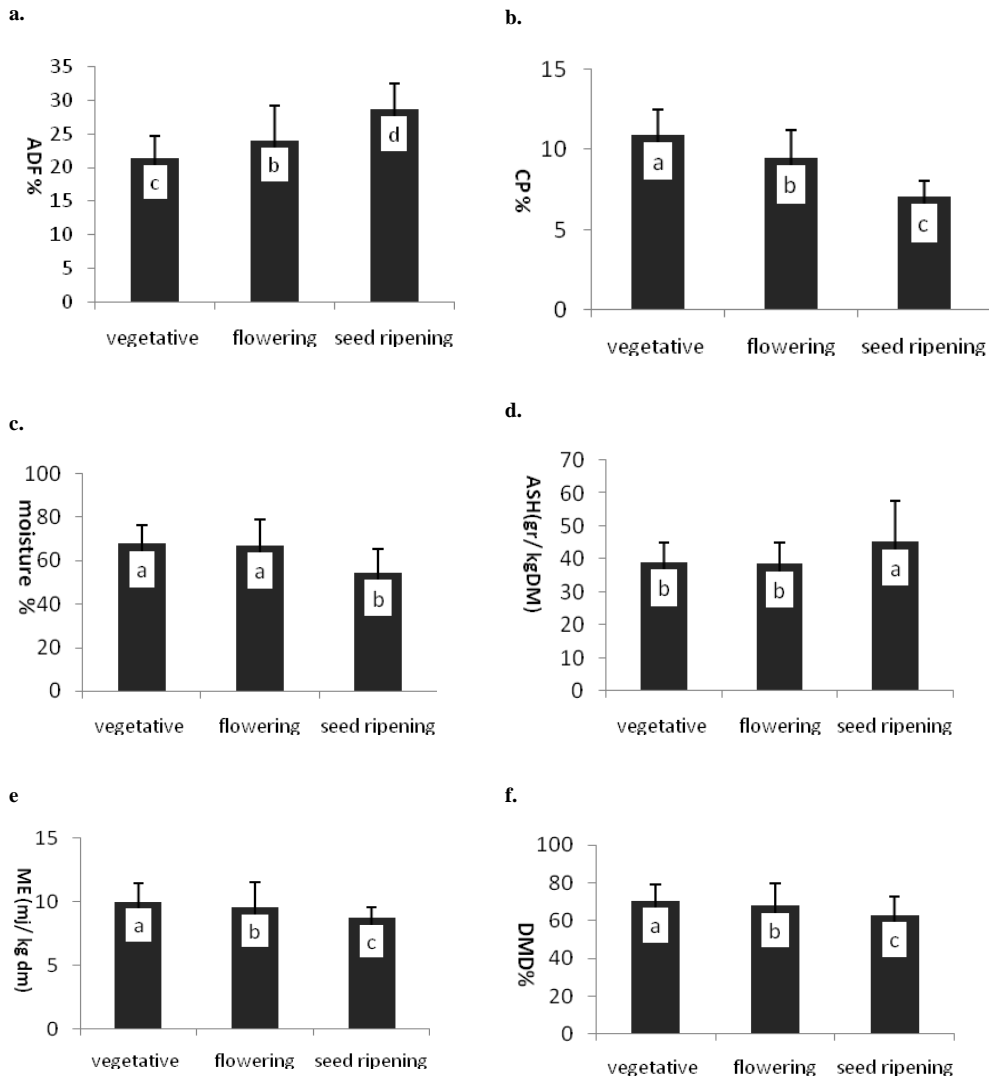 a.
ADF %
35
30
25
20
15
10
5
0
c
b
d
vegetative flowering seed ripening
b.
CP %
15
10
5
0
a
b
c
vegetative flowering seed ripening
c.
moisture %
100
80
60
40
20
0
a
a
b
vegetative flowering seed ripening
d.
ASH(gr/kgDM)
70
60
50
40
30
20
10
0
b
b
a
vegetative flowering seed ripening
e
ME(mj/kg dm)
15
10
5
0
a
b
c
vegetative flowering seed ripening
f.
DMD%
100
80
60
40
20
0
a
b
c
vegetative flowering seed ripening